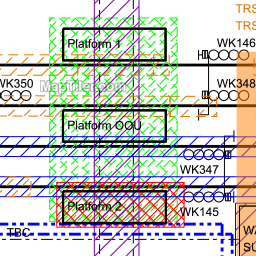 TRS
TRS
Platform 1
WK146
WK350
WK348
Platform OOU
WK347
Platform 2
WK145
TBC
WA
SU